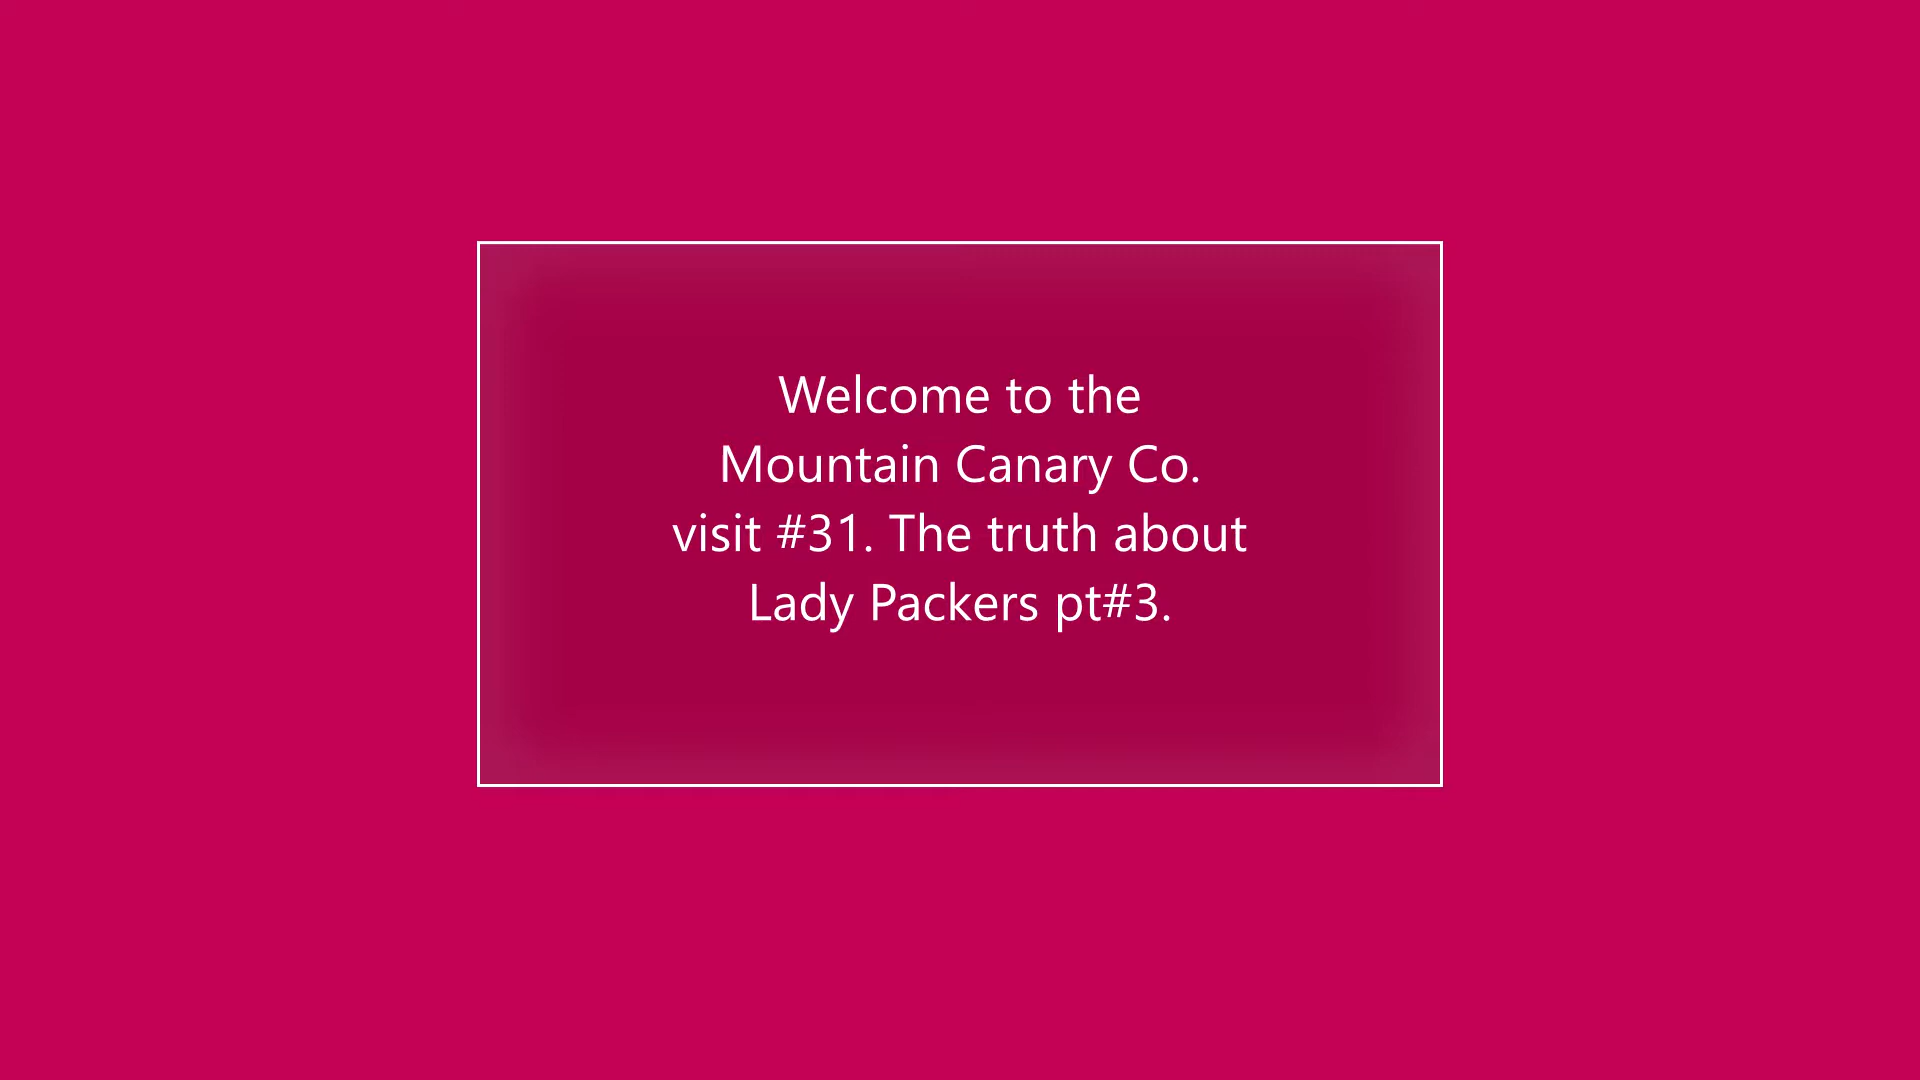 Welcome to the
Mountain Canary Co.
visit #31. The truth about
Lady Packers pt#3.